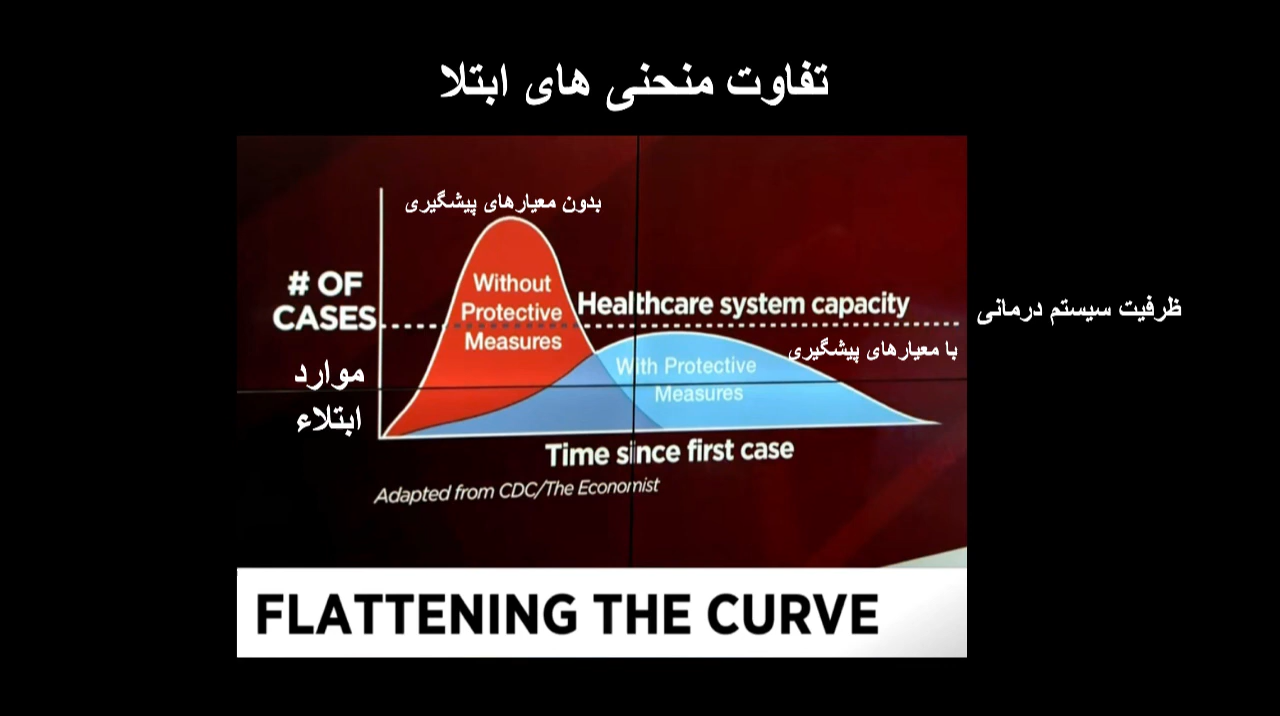 تفاوت منحنی های ابتلا
بدون معیارهای پیشگیری
# OF
CASES
Without
Protective
Measures
Healthcare system capacity
ظرفیت سیستم درمانی
با معیارهای پیشگیری
With Protective
Measures
موارد
ابتلاء
Time since first case
Adapted from CDC/The Economist
FLATTENING THE CURVE